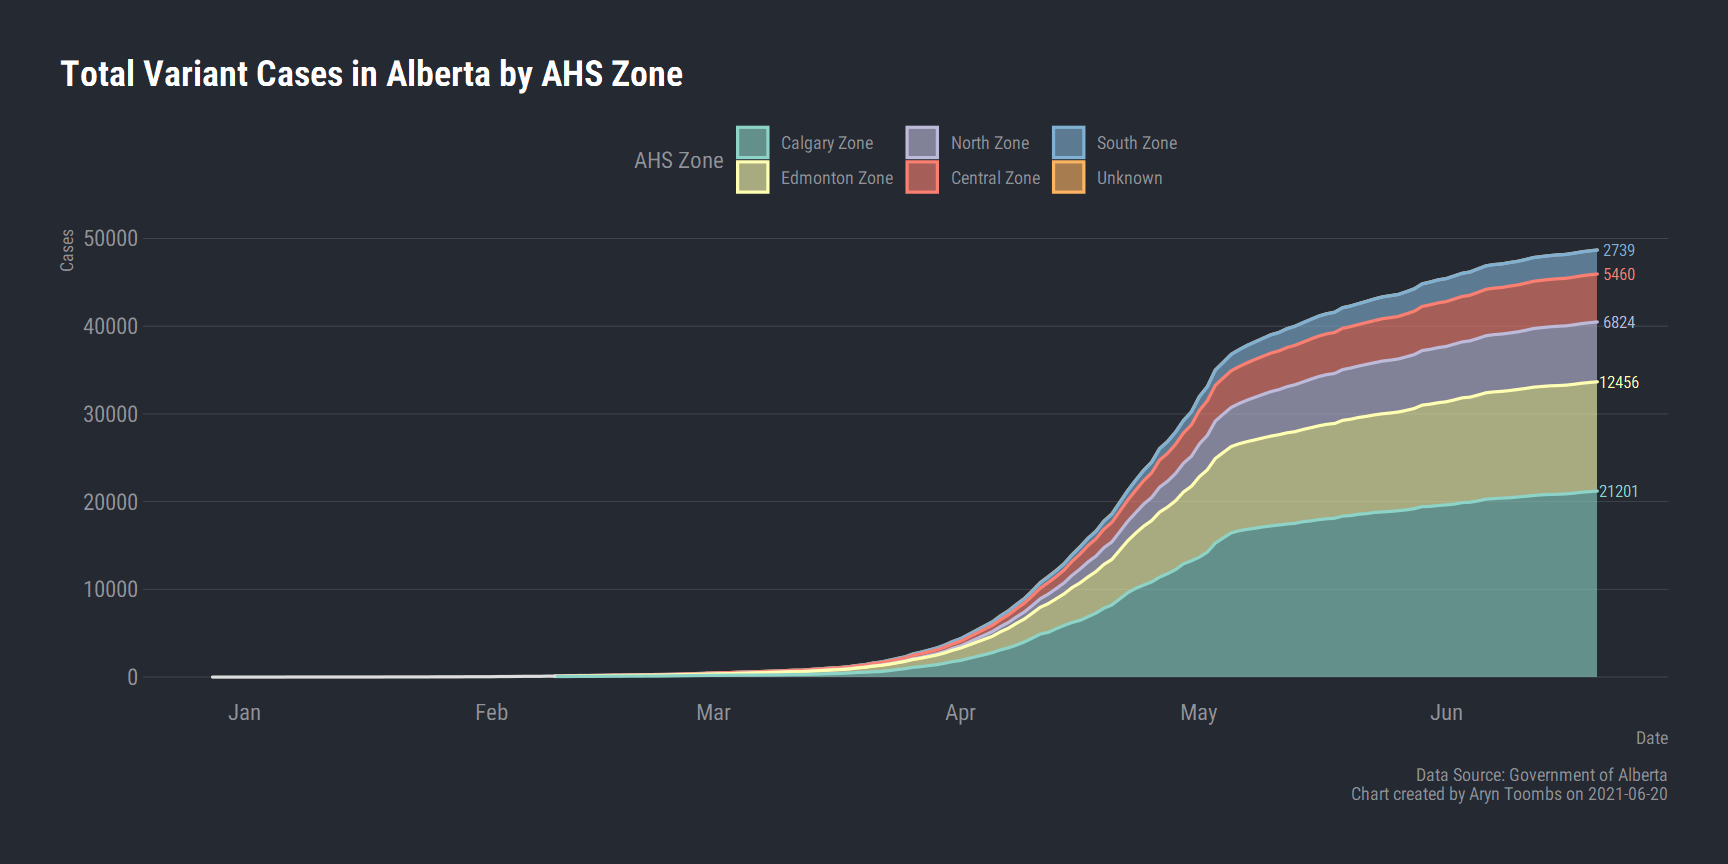 Total Variant Cases in Alberta by AHS Zone
AHS Zone
Calgary Zone
North Zone
South Zone
Edmonton Zone
Central Zone
Unknown
Cases
50000
40000
30000
20000
10000
0
2739
5460
6824
12456
21201
Jan
Feb
Mar
Apr
May
Jun
Date
Data Source: Government of Alberta
Chart created by Aryn Toombs on 2021-06-20